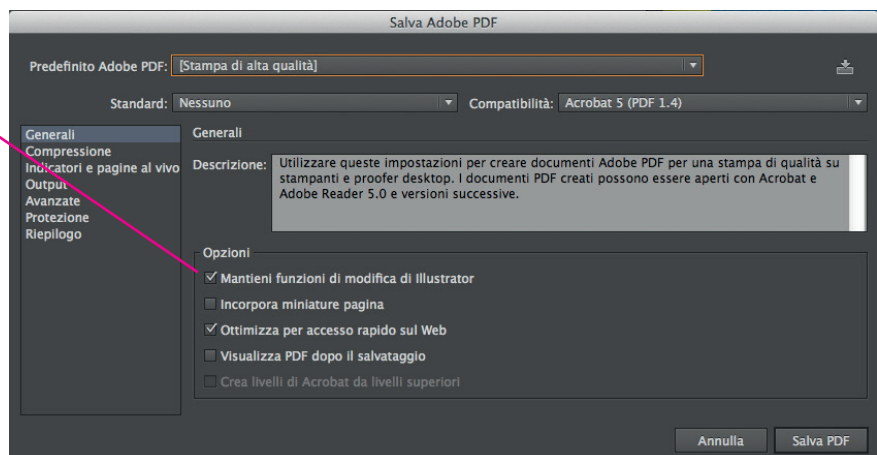 Salva Adobe PDF
Predefinito Adobe PDF: [Stampa di alta qualità]
Standard: Nessuno Compatibilità: Acrobat 5 (PDF 1.4)
Generali
Compressione
Indicatori e pagine al vivo
Output
Avanzate
Protezione
Riepilogo
Generali
Descrizione: Utilizzare queste impostazioni per creare documenti Adobe PDF per una stampa di qualità su
stampanti e proofer desktop. I documenti PDF creati possono essere aperti con Acrobat e
Adobe Reader 5.0 e versioni successive.
Opzioni
Mantieni funzioni di modifica di Illustrator
Incorpora miniature pagina
Ottimizza per accesso rapido sul Web
Visualizza PDF dopo il salvataggio
Crea livelli di Acrobat da livelli superiori
Annulla Salva PDF